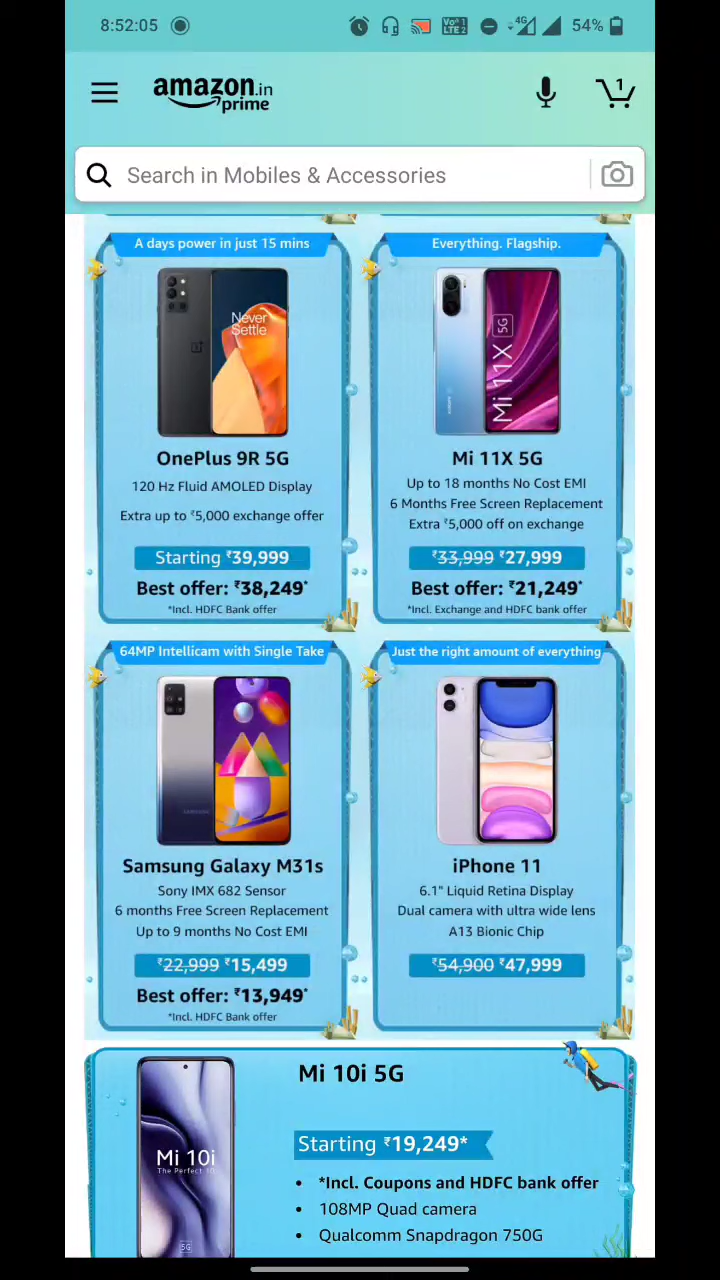 8:52:05
Vo 1
LTE 2
4G
54%
amazon.in
prime
1
Search in Mobiles & Accessories
A days power in just 15 mins
Never
Settle
OnePlus 9R 5G
120 Hz Fluid AMOLED Display
Extra up to ₹5,000 exchange offer
Starting ₹39,999
Best offer: ₹38,249*
*Incl. HDFC Bank offer
Everything. Flagship.
Mi 11X 5G
Mi 11X 5G
Up to 18 months No Cost EMI
6 Months Free Screen Replacement
Extra ₹5,000 off on exchange
₹33,999 ₹27,999
Best offer: ₹21,249*
*Incl. Exchange and HDFC bank offer
64MP Intellicam with Single Take
SAMSUNG
Samsung Galaxy M31s
Sony IMX 682 Sensor
6 months Free Screen Replacement
Up to 9 months No Cost EMI
₹22,999 ₹15,499
Best offer: ₹13,949*
*Incl. HDFC Bank offer
Just the right amount of everything
iPhone 11
6.1" Liquid Retina Display
Dual camera with ultra wide lens
A13 Bionic Chip
₹54,900 ₹47,999
Mi 10i
The Perfect 10
5G
Mi 10i 5G
Starting ₹19,249*
• *Incl. Coupons and HDFC bank offer
• 108MP Quad camera
• Qualcomm Snapdragon 750G